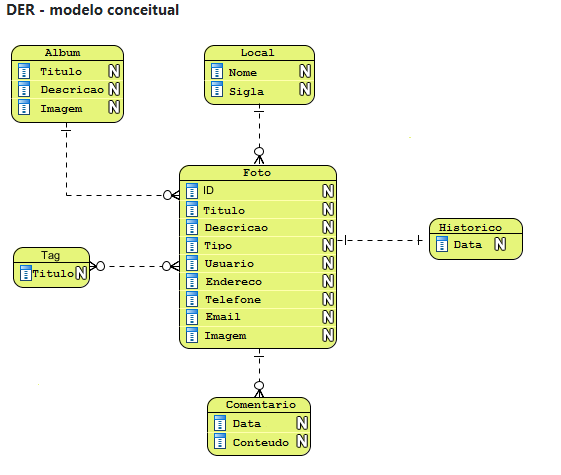 DER - modelo conceitual
Album
Titulo N
Descricao N
Imagem N
Local
Nome N
Sigla N
Foto
ID N
Titulo N
Descricao N
Tipo N
Usuario N
Endereco N
Telefone N
Email N
Imagem N
Historico
Data N
Tag
Titulo N
Comentario
Data N
Conteudo N